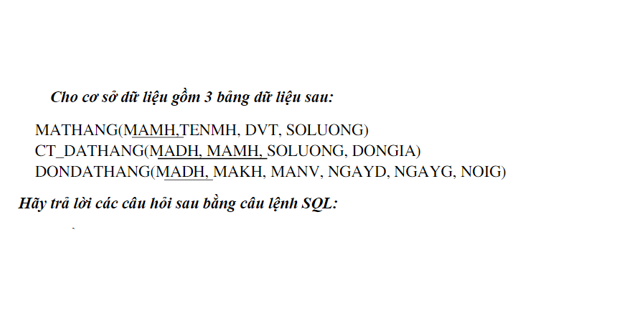 Cho cơ sở dữ liệu gồm 3 bảng dữ liệu sau:
MATHANG(MAMH,TENMH, DVT, SOLUONG)
CT_DATHANG(MADH, MAMH, SOLUONG, DONGIA)
DONDATHANG(MADH, MAKH, MANV, NGAYD, NGAYG, NOIG)
Hãy trả lời các câu hỏi sau bằng câu lệnh SQL: